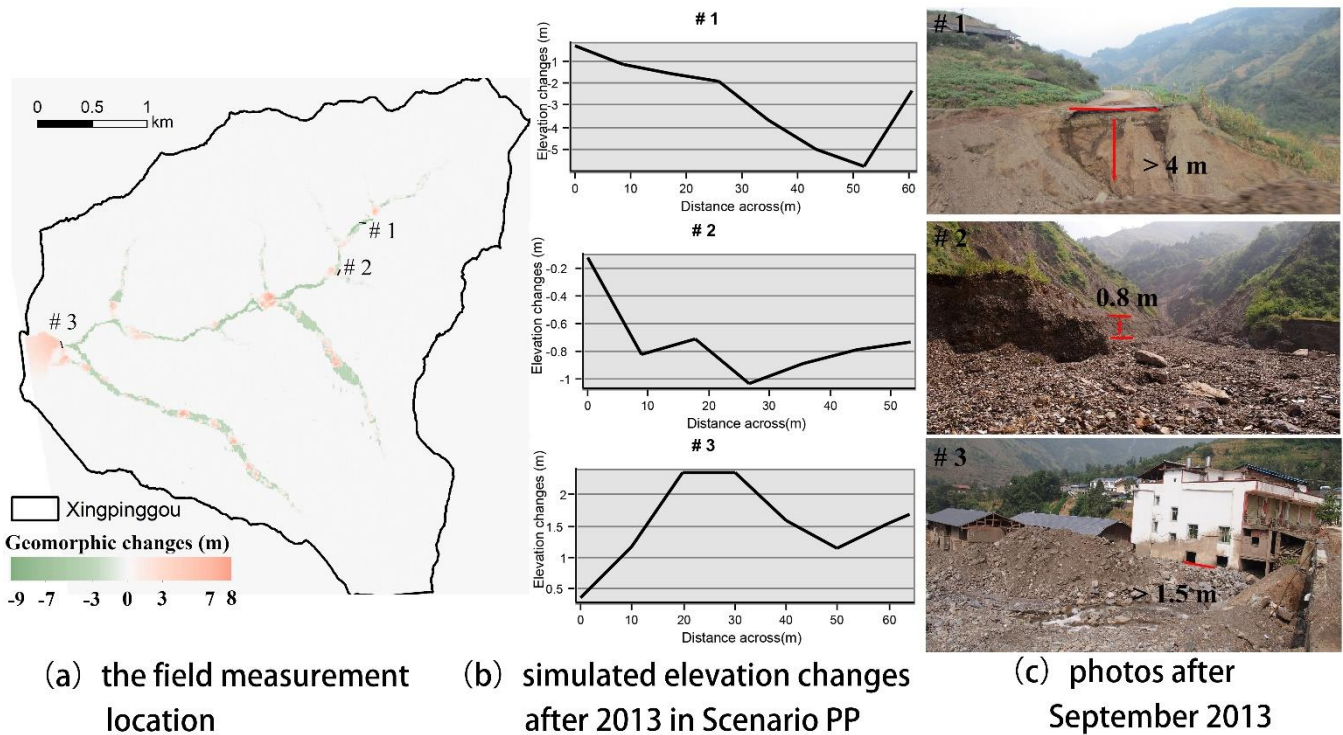 0 0.5 1
km
# 1
# 2
# 3
Xingpinggou
Geomorphic changes (m)
-9 -7 -3 0 3 7 8
(a) the field measurement
location
# 1
Elevation changes (m)
-1
-2
-3
-4
-5
0 10 20 30 40 50 60
Distance across(m)
# 2
Elevation changes (m)
-0.2
-0.4
-0.6
-0.8
-1
0 10 20 30 40 50
Distance across(m)
# 3
Elevation changes (m)
2
1.5
1
0.5
0 10 20 30 40 50 60
Distance across(m)
(b) simulated elevation changes
after 2013 in Scenario PP
# 1
> 4 m
# 2
0.8 m
# 3
> 1.5 m
(c) photos after
September 2013